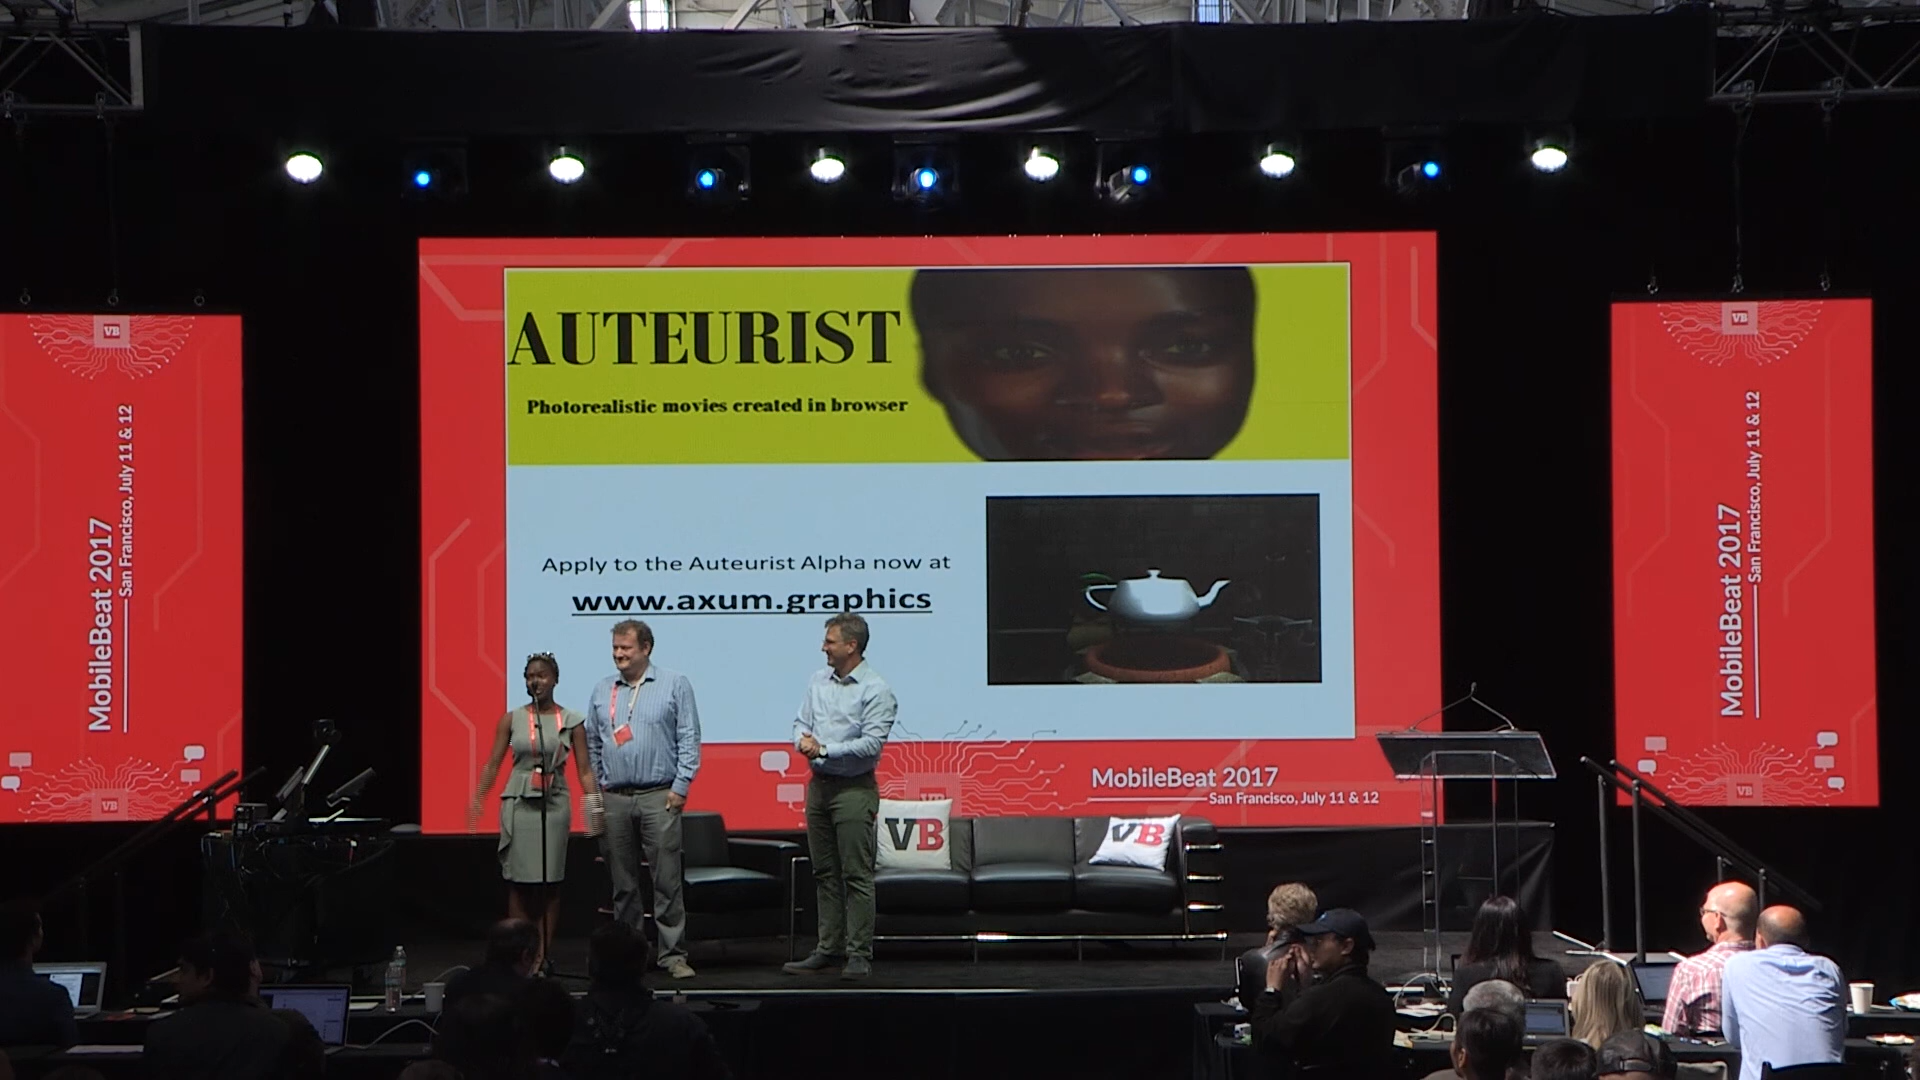 AUTEURIST
Photorealistic movies created in browser
Apply to the Auteurist Alpha now at
www.axum.graphics
MobileBeat 2017
San Francisco, July 11 & 12
VB
MobileBeat 2017
San Francisco, July 11 & 12
VB
VB
MobileBeat 2017
San Francisco, July 11 & 12
VB
VB
VB
VB